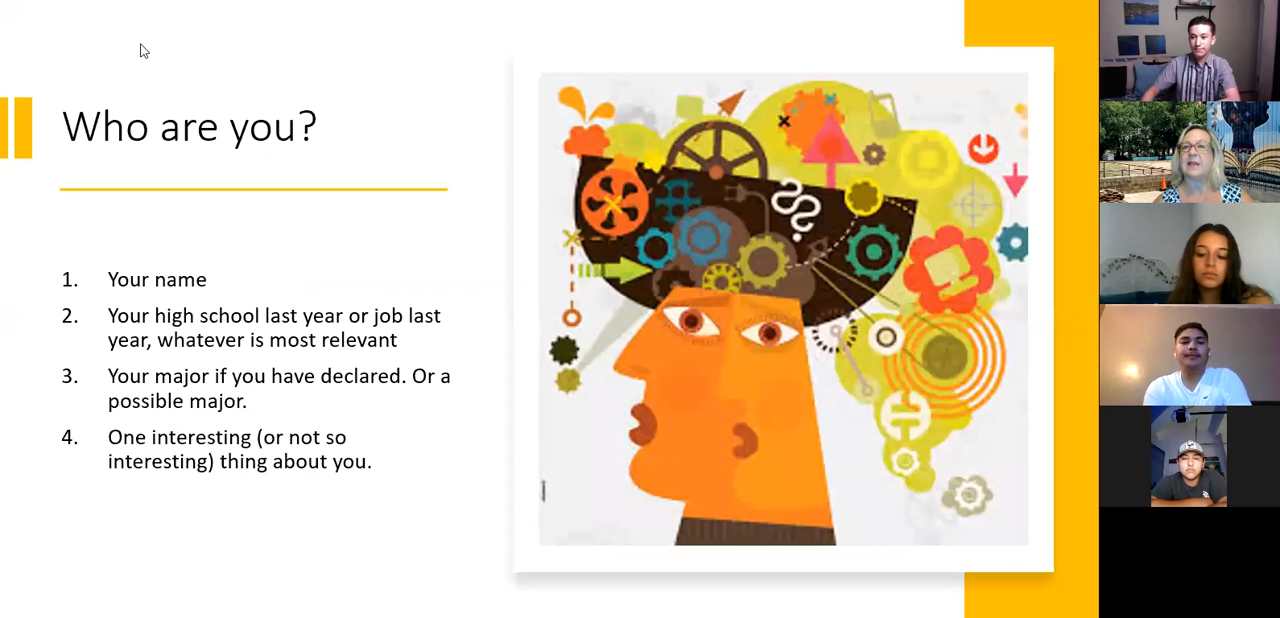 Who are you?
1. Your name
2. Your high school last year or job last
year, whatever is most relevant
3. Your major if you have declared. Or a
possible major.
4. One interesting (or not so
interesting) thing about you.